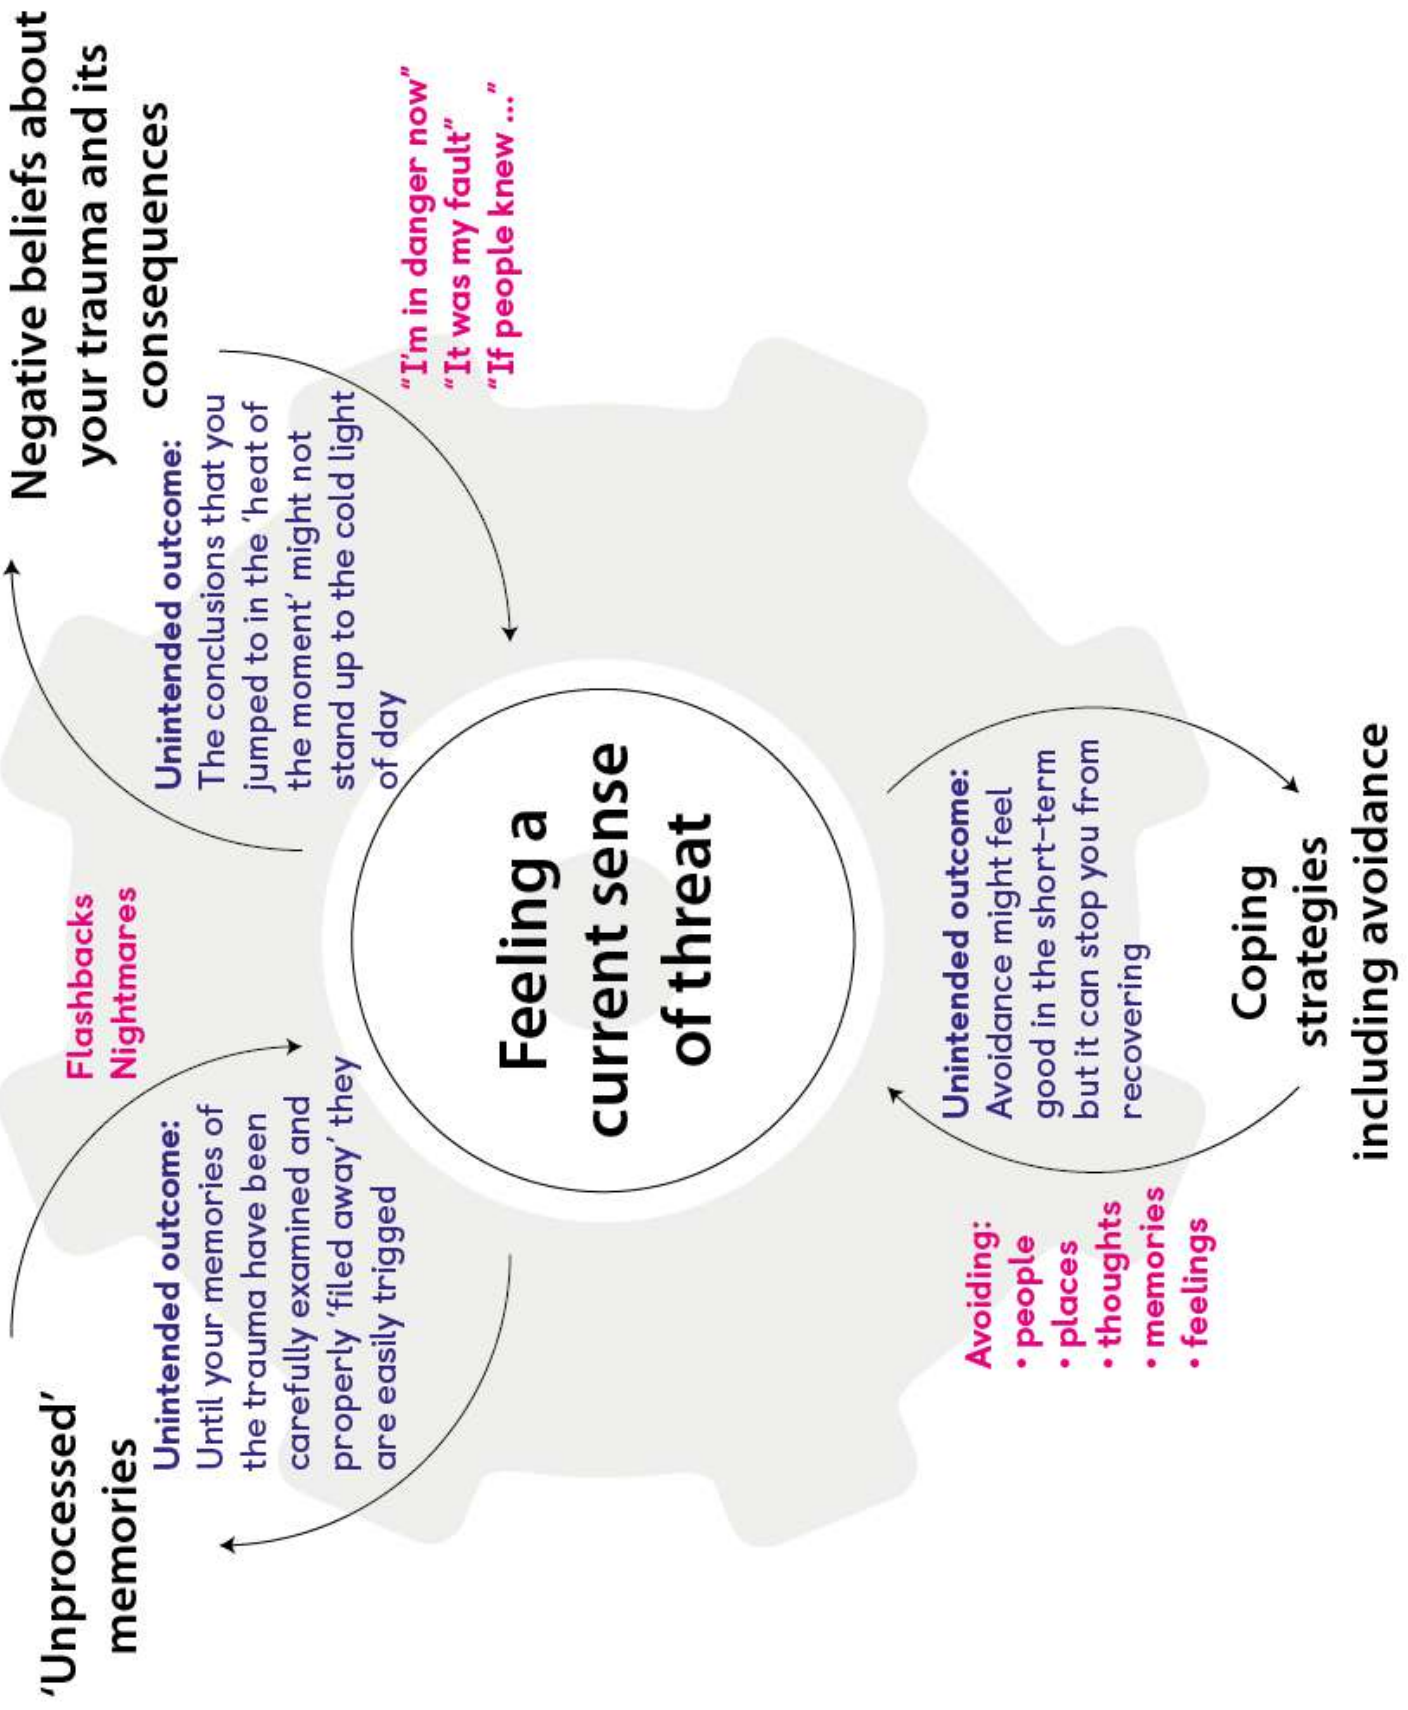 'Unprocessed'
memories
Unintended outcome:
Until your memories of
the trauma have been
carefully examined and
properly 'filed away' they
are easily trigged
Flashbacks
Nightmares
Negative beliefs about
your trauma and its
consequences
Unintended outcome:
The conclusions that you
jumped to in the 'heat of
the moment' might not
stand up to the cold light
of day
"I'm in danger now"
"It was my fault"
"If people knew ..."
Feeling a
current sense
of threat
Avoiding:
• people
• places
• thoughts
• memories
• feelings
Unintended outcome:
Avoidance might feel
good in the short-term
but it can stop you from
recovering
Coping
strategies
including avoidance